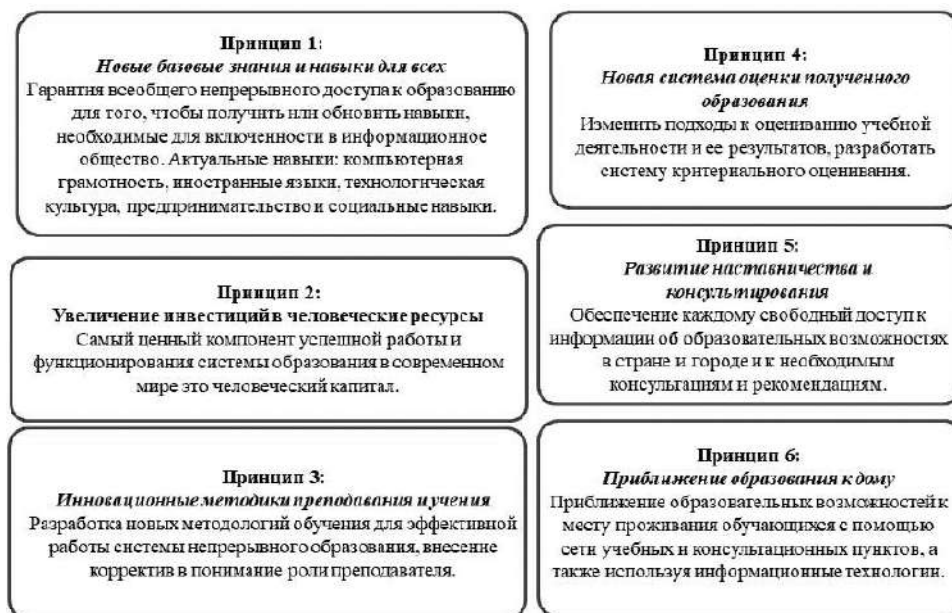 Принцип 1:
Новые базовые знания и навыки для всех
Гарантия всеобщего непрерывного доступа к образованию
для того, чтобы получить или обновить навыки,
необходимые для включенности в информационное
общество. Актуальные навыки: компьютерная
грамотность, иностранные языки, технологическая
культура, предпринимательство и социальные навыки.
Принцип 2:
Увеличение инвестиций в человеческие ресурсы
Самый ценный компонент успешной работы и
функционирования системы образования в современном
мире это человеческий капитал.
Принцип 3:
Инновационные методики преподавания и учения
Разработка новых методологий обучения для эффективной
работы системы непрерывного образования, внесение
корректив в понимание роли преподавателя.
Принцип 4:
Новая система оценки полученного
образования
Изменить подходы к оцениванию учебной
деятельности и ее результатов, разработать
систему критериального оценивания.
Принцип 5:
Развитие наставничества и
консультирования
Обеспечение каждому свободный доступ к
информации об образовательных возможностях
в стране и городе и к необходимым
консультациям и рекомендациям.
Принцип 6:
Приближение образования к дому
Приближение образовательных возможностей к
месту проживания обучающихся с помощью
сети учебных и консультационных пунктов, а
также используя информационные технологии.